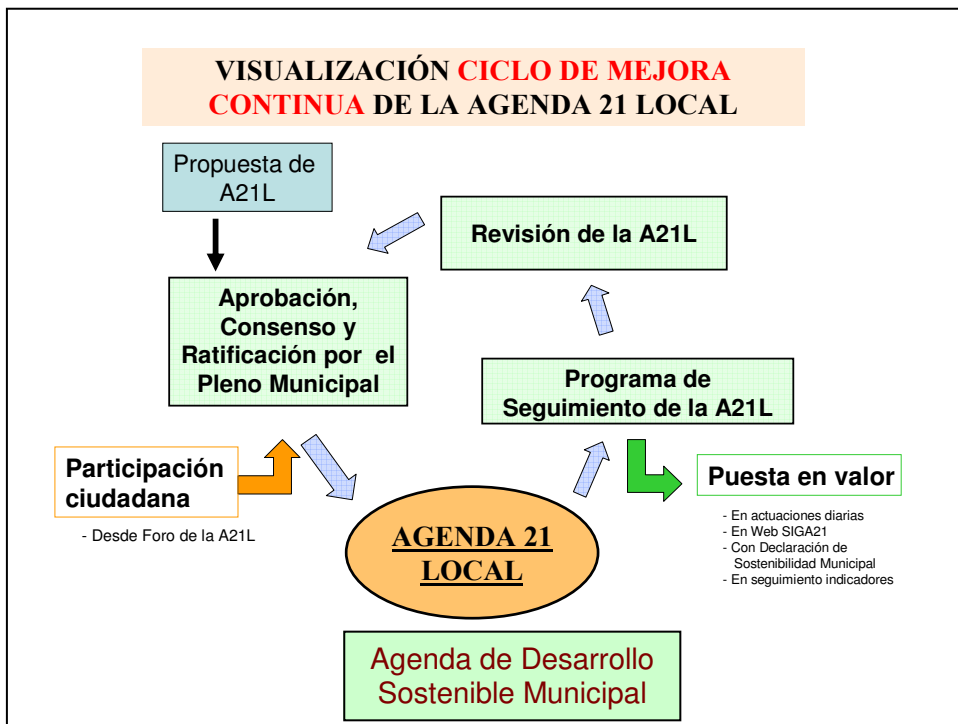 VISUALIZACIÓN CICLO DE MEJORA
CONTINUA DE LA AGENDA 21 LOCAL
Propuesta de
A21L
Revisión de la A21L
Aprobación,
Consenso y
Ratificación por el
Pleno Municipal
Programa de
Seguimiento de la A21L
Participación
ciudadana
- Desde Foro de la A21L
Puesta en valor
- En actuaciones diarias
- En Web SIGA21
- Con Declaración de
Sostenibilidad Municipal
- En seguimiento indicadores
AGENDA 21
LOCAL
Agenda de Desarrollo
Sostenible Municipal